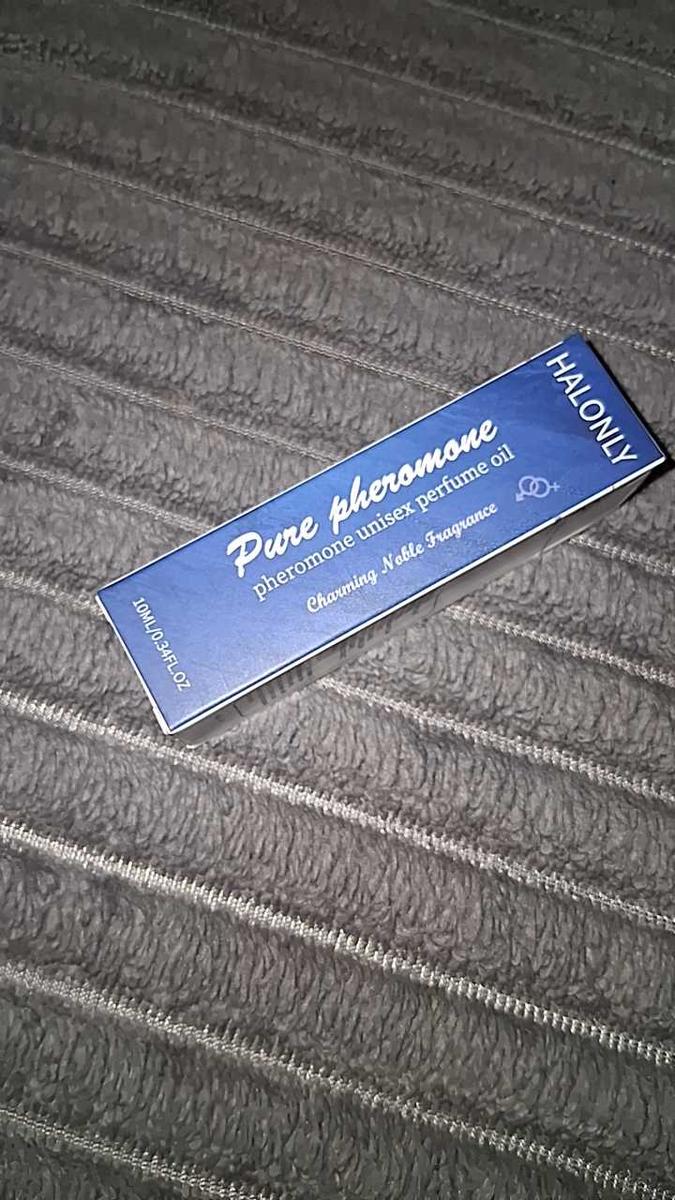 HALONLY
Pure pheromone
pheromone unisex perfume oil
Charming Noble Fragrance
10ML/0.34FL.OZ